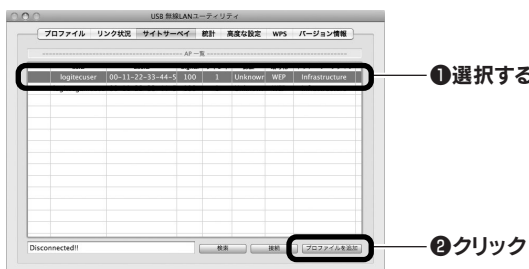 USB 無線LANユーティリティ
プロファイル リンク状況 サイトサーベイ 統計 高度な設定 WPS バージョン情報
AP 一覧
logitecuser 00-11-22-33-44-5 100 1 Unknowr WEP Infrastructure
❶選択する
Disconnected!! 検索 接続 プロファイルを追加
❷クリック